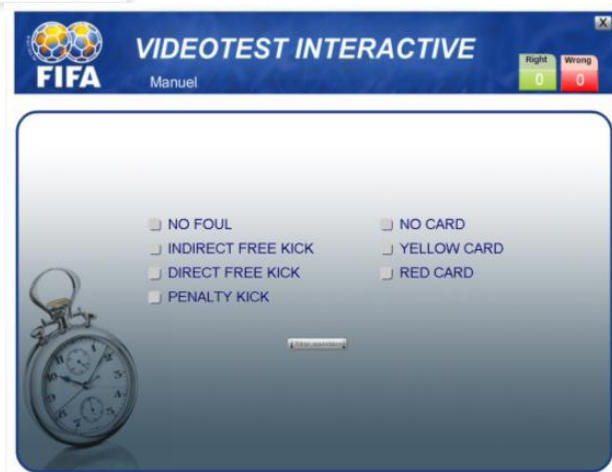 FIFA
VIDEOTEST INTERACTIVE
Manuel
X
Right
0
Wrong
0
NO FOUL
INDIRECT FREE KICK
DIRECT FREE KICK
PENALTY KICK
NO CARD
YELLOW CARD
RED CARD